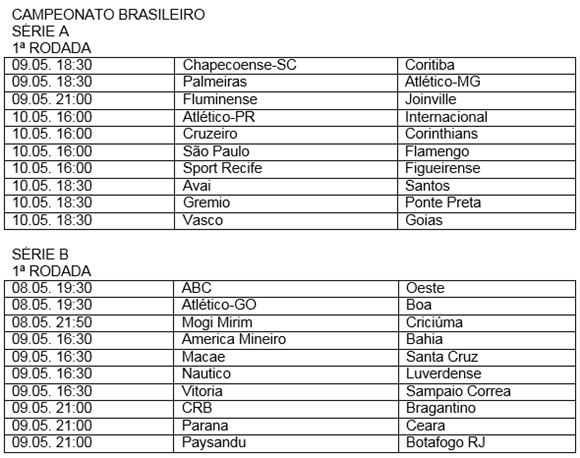 CAMPEONATO BRASILEIRO
SÉRIE A
1ª RODADA
09.05. 18:30 Chapecoense-SC Coritiba
09.05. 18:30 Palmeiras Atlético-MG
09.05. 21:00 Fluminense Joinville
10.05. 16:00 Atlético-PR Internacional
10.05. 16:00 Cruzeiro Corinthians
10.05. 16:00 São Paulo Flamengo
10.05. 16:00 Sport Recife Figueirense
10.05. 18:30 Avai Santos
10.05. 18:30 Gremio Ponte Preta
10.05. 18:30 Vasco Goias
SÉRIE B
1ª RODADA
08.05. 19:30 ABC Oeste
08.05. 19:30 Atlético-GO Boa
08.05. 21:50 Mogi Mirim Criciúma
09.05. 16:30 America Mineiro Bahia
09.05. 16:30 Macae Santa Cruz
09.05. 16:30 Nautico Luverdense
09.05. 16:30 Vitoria Sampaio Correa
09.05. 21:00 CRB Bragantino
09.05. 21:00 Parana Ceara
09.05. 21:00 Paysandu Botafogo RJ